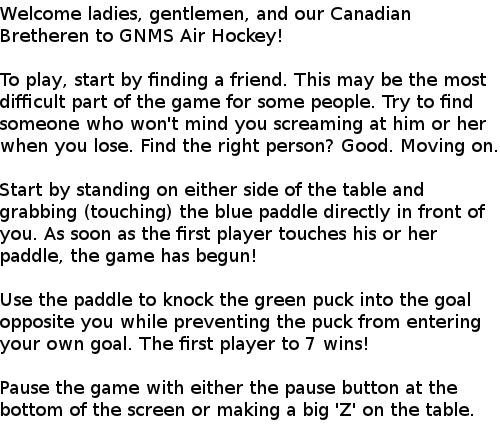 Welcome ladies, gentlemen, and our Canadian
Bretheren to GNMS Air Hockey!
To play, start by finding a friend. This may be the most
difficult part of the game for some people. Try to find
someone who won't mind you screaming at him or her
when you lose. Find the right person? Good. Moving on.
Start by standing on either side of the table and
grabbing (touching) the blue paddle directly in front of
you. As soon as the first player touches his or her
paddle, the game has begun!
Use the paddle to knock the green puck into the goal
opposite you while preventing the puck from entering
your own goal. The first player to 7 wins!
Pause the game with either the pause button at the
bottom of the screen or making a big 'Z' on the table.